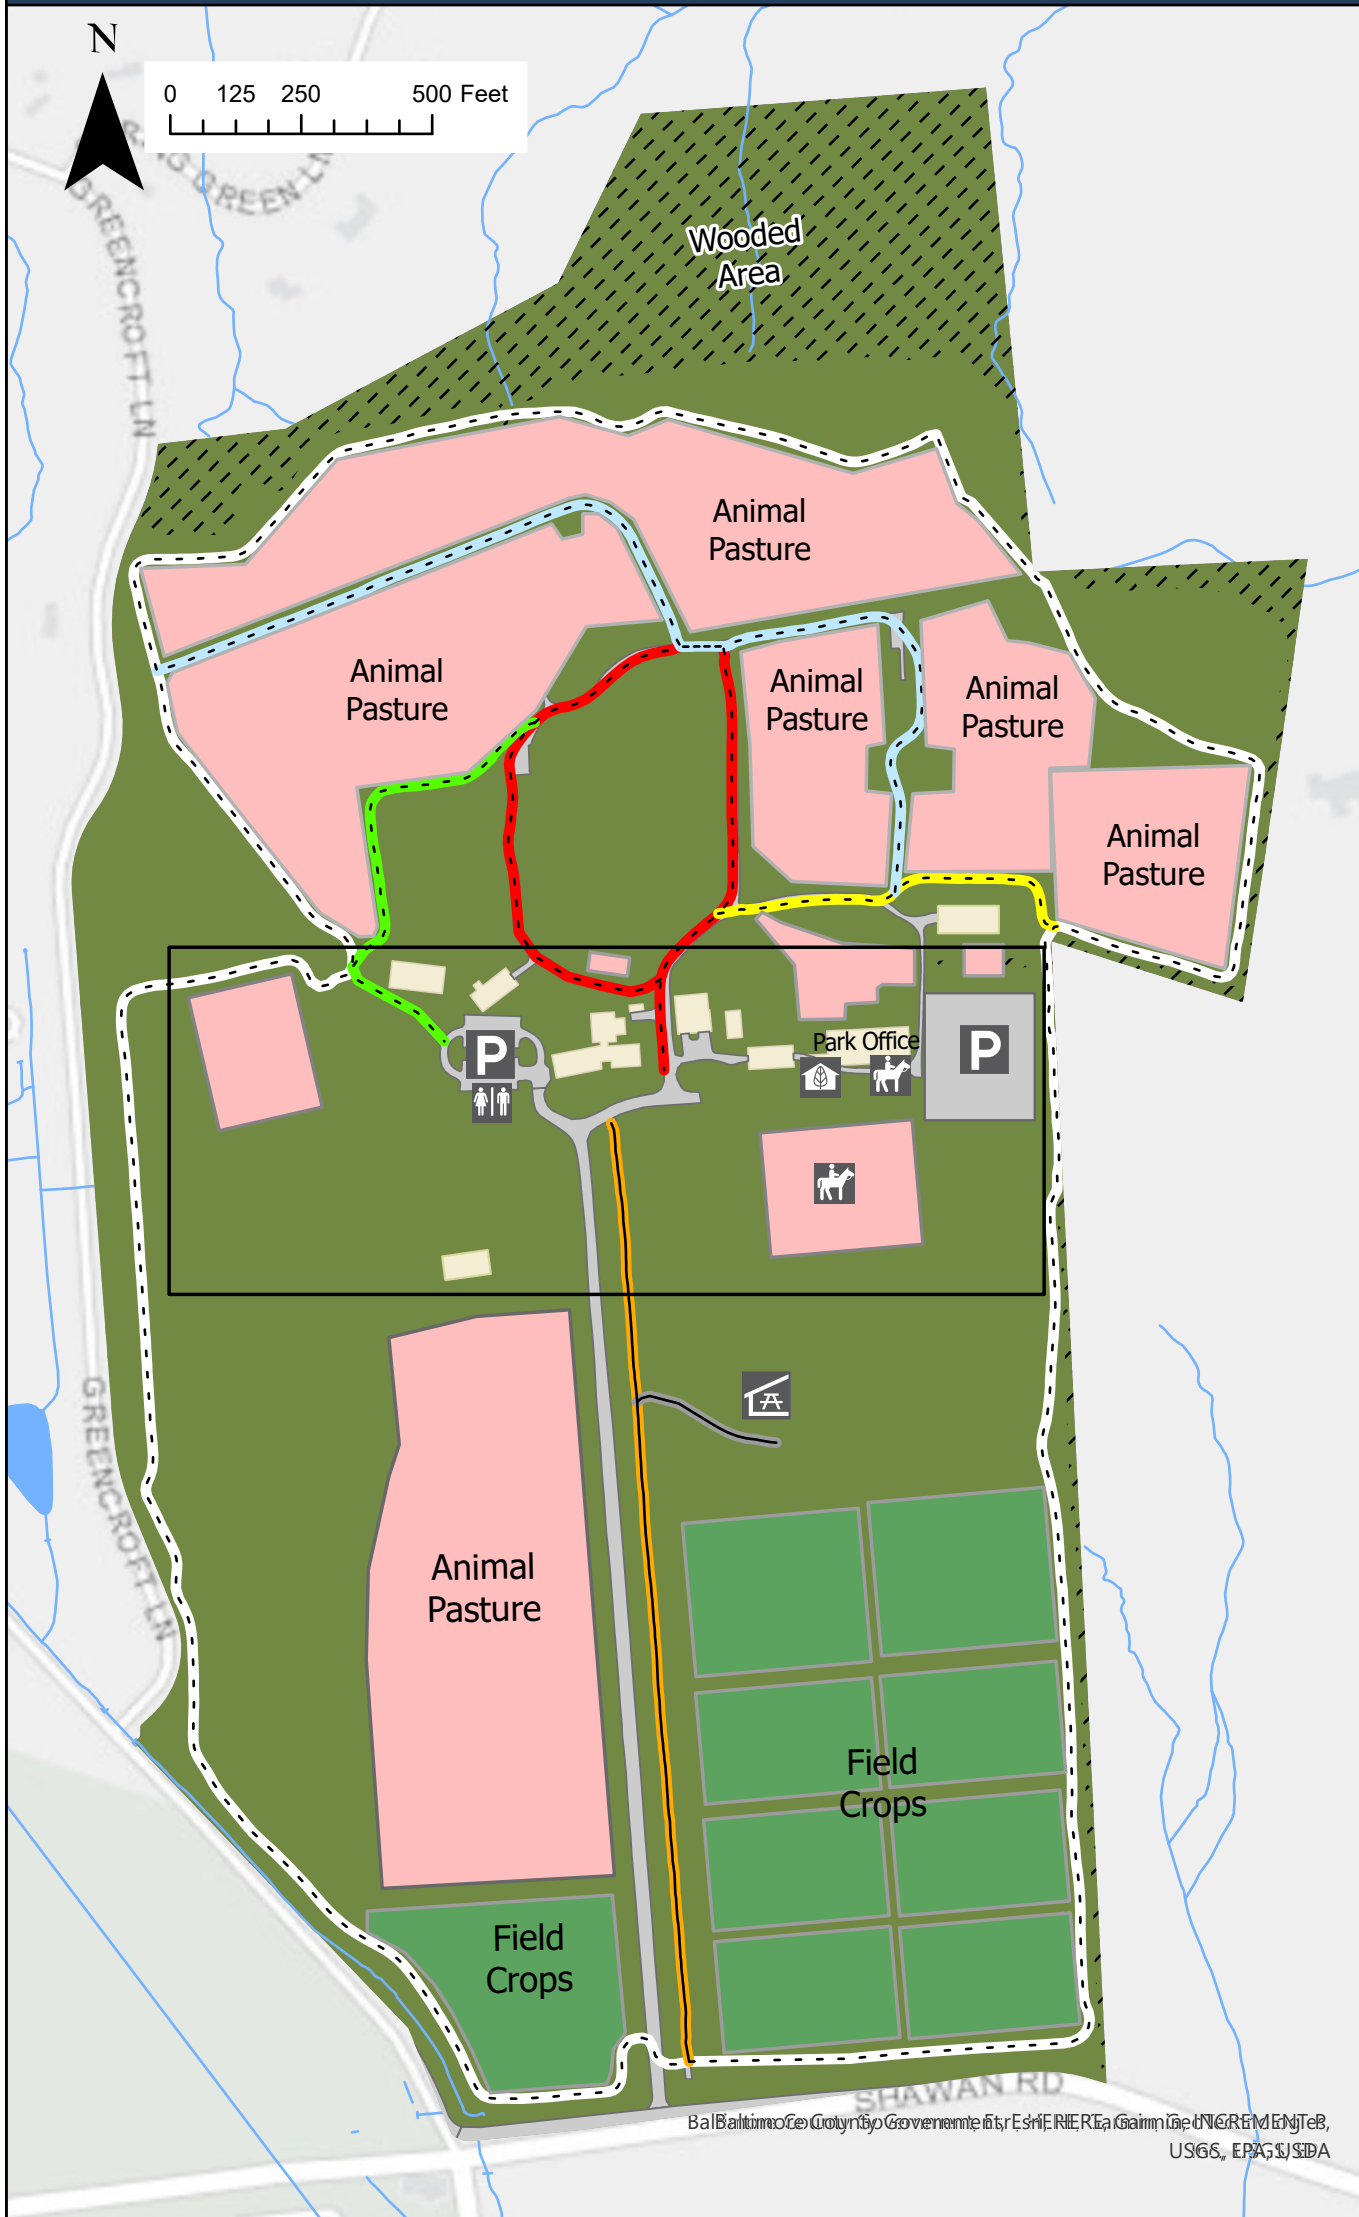 N
0 125 250 500 Feet
GREEN LN
GREENCROFT LN
Wooded
Area
Animal
Pasture
Animal
Pasture
Animal
Pasture
Animal
Pasture
Animal
Pasture
Park Office
P
P
GREENCROFT LN
Animal
Pasture
Field
Crops
Field
Crops
SHAWAN RD
USGS, EPA, USDA